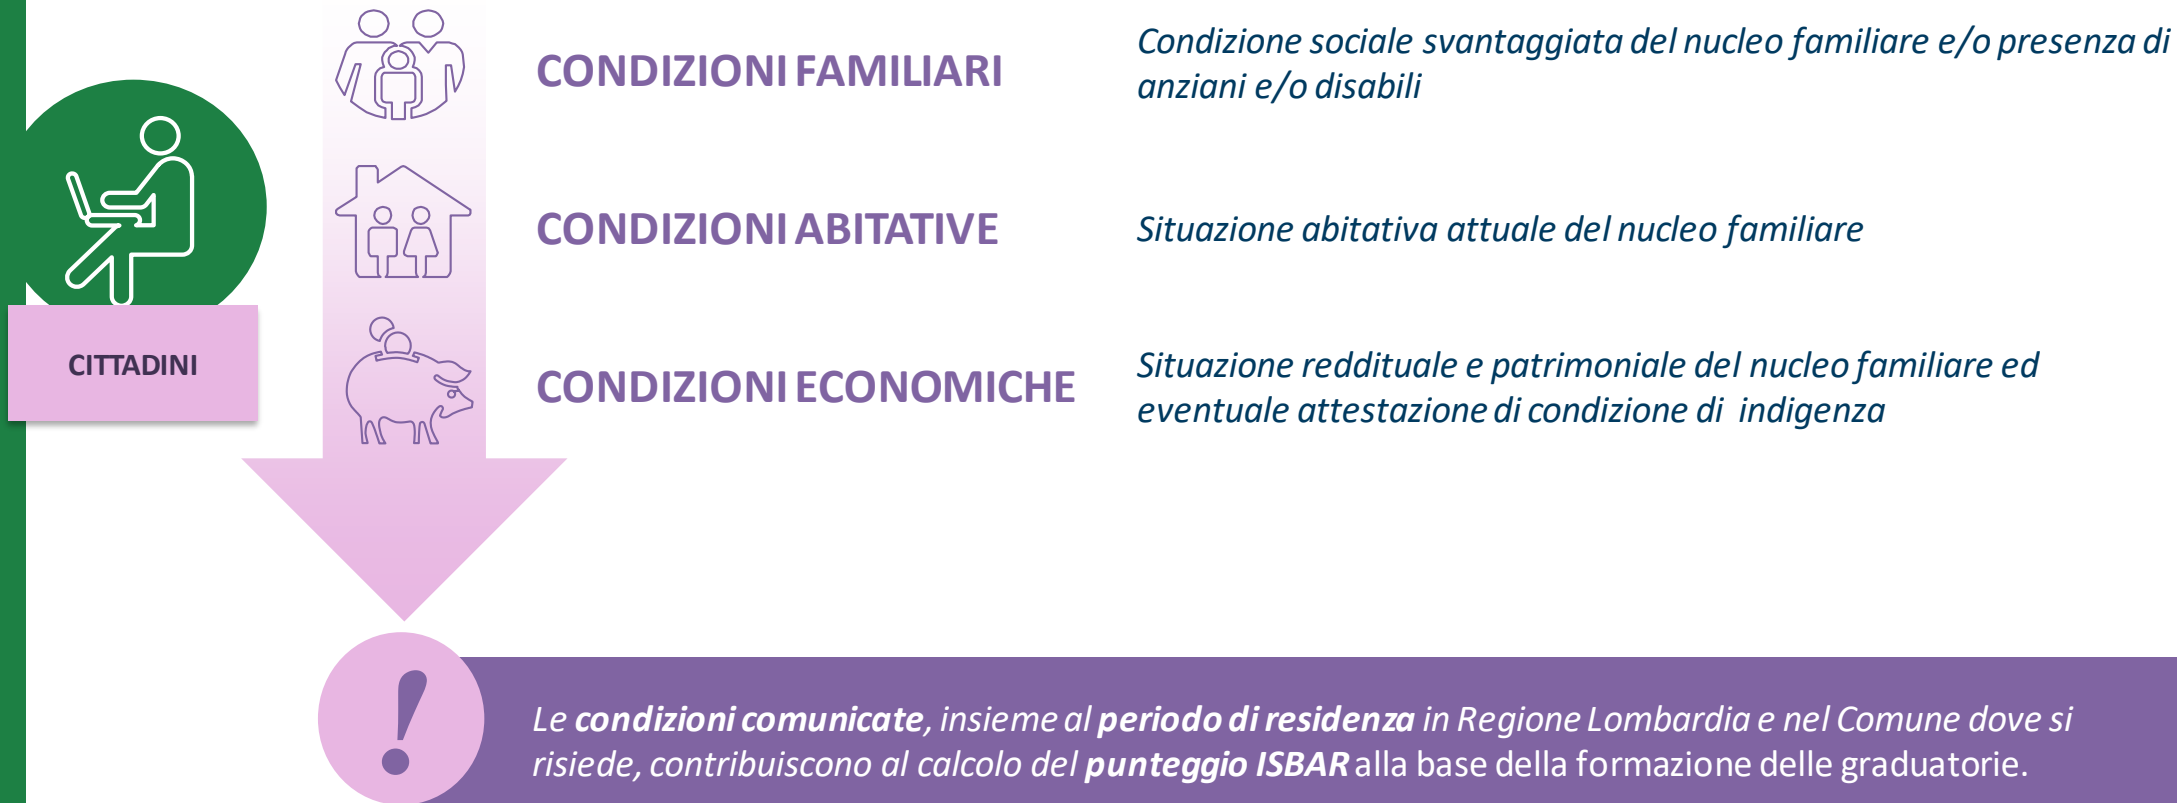 CONDIZIONI FAMILIARI
Condizione sociale svantaggiata del nucleo familiare e/o presenza di
anziani e/o disabili
CONDIZIONI ABITATIVE
Situazione abitativa attuale del nucleo familiare
CITTADINI
CONDIZIONI ECONOMICHE
Situazione reddituale e patrimoniale del nucleo familiare ed
eventuale attestazione di condizione di indigenza
!
Le condizioni comunicate, insieme al periodo di residenza in Regione Lombardia e nel Comune dove si
risiede, contribuiscono al calcolo del punteggio ISBAR alla base della formazione delle graduatorie.